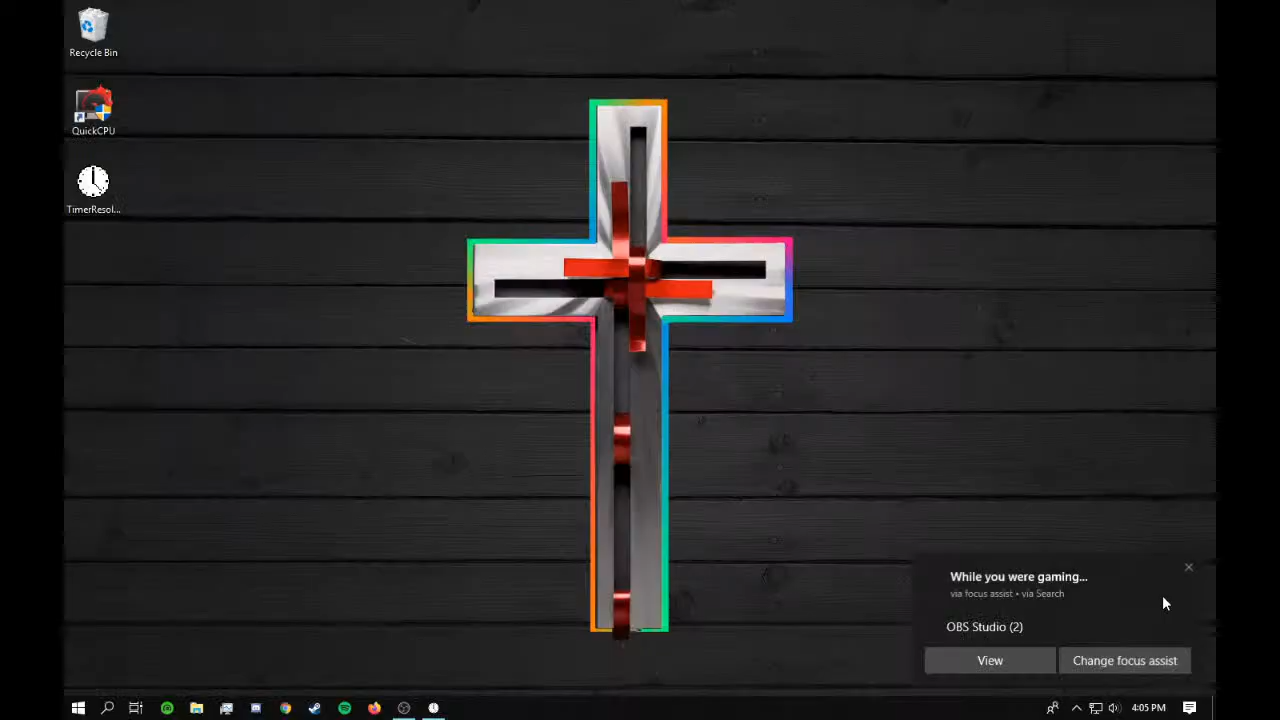 Recycle Bin
QuickCPU
TimerResol...
While you were gaming...
via focus assist • via Search
OBS Studio (2)
View
Change focus assist
4:05 PM